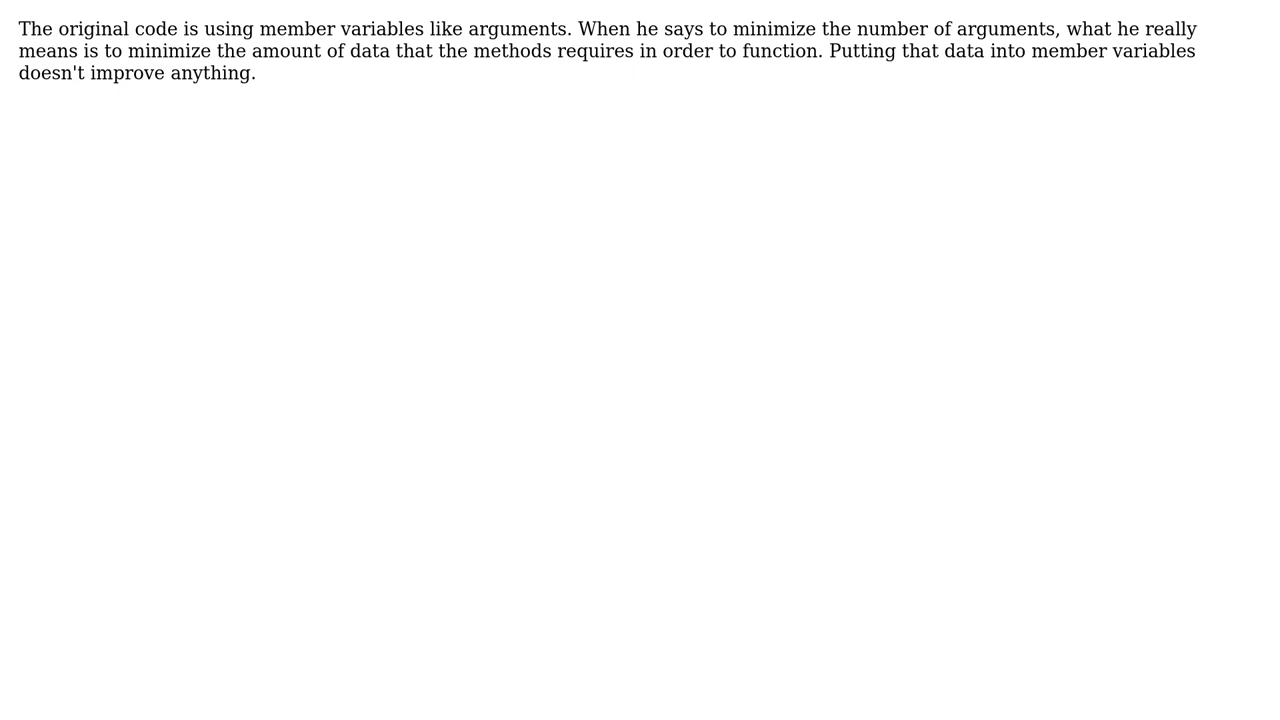 The original code is using member variables like arguments. When he says to minimize the number of arguments, what he really
means is to minimize the amount of data that the methods requires in order to function. Putting that data into member variables
doesn't improve anything.